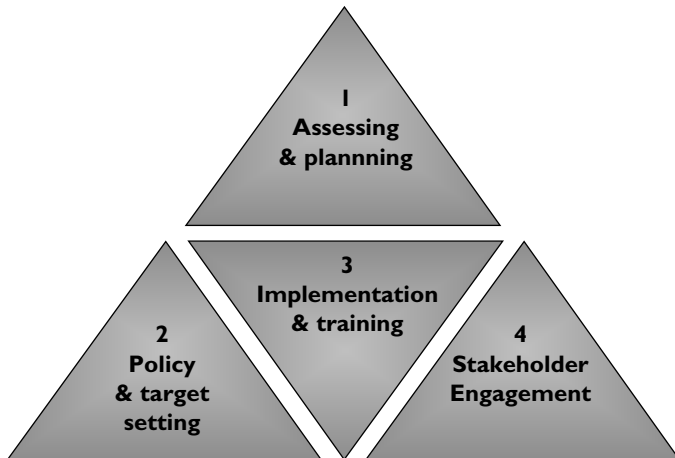 1
Assessing
& plannning
2
Policy
& target
setting
3
Implementation
& training
4
Stakeholder
Engagement